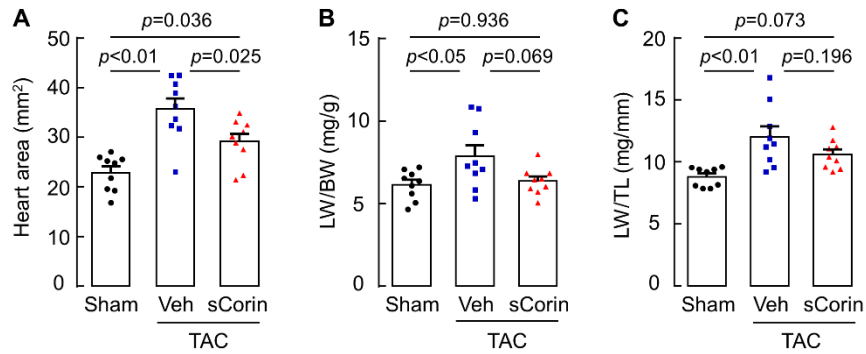 A
p=0.036
p<0.01
p=0.025
Heart area (mm²)
50
40
30
20
10
0
Sham
Veh
sCorin
TAC
B
p=0.936
p<0.05
p=0.069
LW/BW (mg/g)
15
10
5
0
Sham
Veh
sCorin
TAC
C
p=0.073
p<0.01
p=0.196
LW/TL (mg/mm)
20
15
10
5
0
Sham
Veh
sCorin
TAC